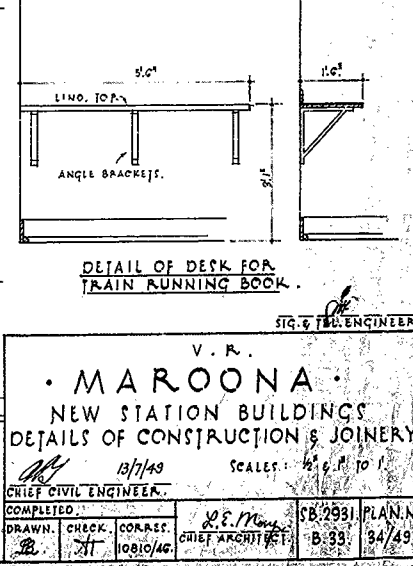 5'.6"
1'.6"
LINO. TOP
ANGLE BRACKETS.
DETAIL OF DESK FOR
TRAIN RUNNING BOOK.
SIG. & TEL. ENGINEER
V. R.
· MAROONA ·
NEW STATION BUILDINGS
DETAILS OF CONSTRUCTION & JOINERY
13/7/49
SCALES: ½" & 1" TO 1'
CHIEF CIVIL ENGINEER.
COMPLETED.
DRAWN. CHECK. CORRES.
10810/46.
CHIEF ARCHITECT.
SB.2931 PLAN.N
B.33 34/49